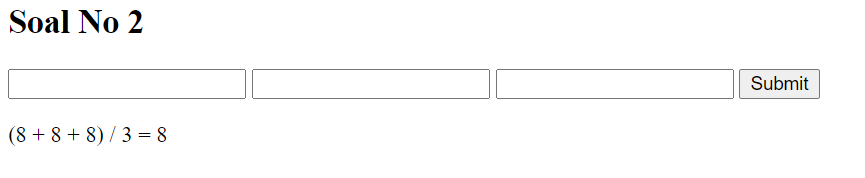 Soal No 2
Submit
(8 + 8 + 8) / 3 = 8